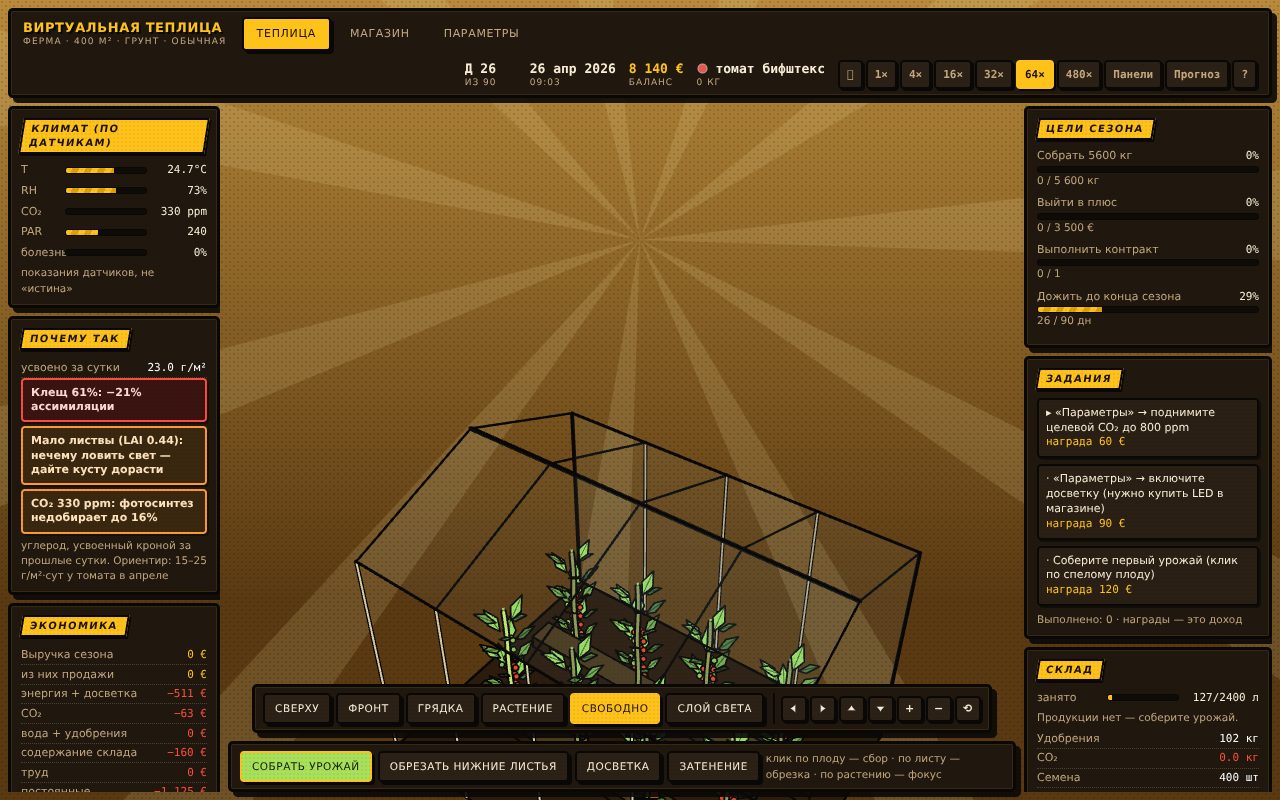 ВИРТУАЛЬНАЯ ТЕПЛИЦА
ФЕРМА · 400 М² · ГРУНТ · ОБЫЧНАЯ
ТЕПЛИЦА
МАГАЗИН
ПАРАМЕТРЫ
Д 26
ИЗ 90
26 апр 2026
09:03
8 140 €
БАЛАНС
томат бифштекс
0 КГ
1×
4×
16×
32×
64×
480×
Панели
Прогноз
?
КЛИМАТ (ПО
ДАТЧИКАМ)
T 24.7°C
RH 73%
CO₂ 330 ppm
PAR 240
болезнь 0%
показания датчиков, не
«истина»
ПОЧЕМУ ТАК
усвоено за сутки 23.0 г/м²
Клещ 61%: −21%
ассимиляции
Мало листвы (LAI 0.44):
нечему ловить свет —
дайте кусту дорасти
CO₂ 330 ppm: фотосинтез
недобирает до 16%
углерод, усвоенный кроной за
прошлые сутки. Ориентир: 15–25
г/м²·сут у томата в апреле
ЭКОНОМИКА
Выручка сезона 0 €
из них продажи 0 €
энергия + досветка −511 €
CO₂ −63 €
вода + удобрения 0 €
содержание склада −160 €
труд 0 €
постоянные −1 125 €
СВЕРХУ
ФРОНТ
ГРЯДКА
РАСТЕНИЕ
СВОБОДНО
СЛОЙ СВЕТА
+
−
⟲
СОБРАТЬ УРОЖАЙ
ОБРЕЗАТЬ НИЖНИЕ ЛИСТЬЯ
ДОСВЕТКА
ЗАТЕНЕНИЕ
клик по плоду — сбор · по листу —
обрезка · по растению — фокус
ЦЕЛИ СЕЗОНА
Собрать 5600 кг 0%
0 / 5 600 кг
Выйти в плюс 0%
0 / 3 500 €
Выполнить контракт 0%
0 / 1
Дожить до конца сезона 29%
26 / 90 дн
ЗАДАНИЯ
▸ «Параметры» → поднимите
целевой CO₂ до 800 ppm
награда 60 €
· «Параметры» → включите
досветку (нужно купить LED в
магазине)
награда 90 €
· Соберите первый урожай (клик
по спелому плоду)
награда 120 €
Выполнено: 0 · награды — это доход
СКЛАД
занято 127/2400 л
Продукции нет — соберите урожай.
Удобрения 102 кг
CO₂ 0.0 кг
Семена 400 шт